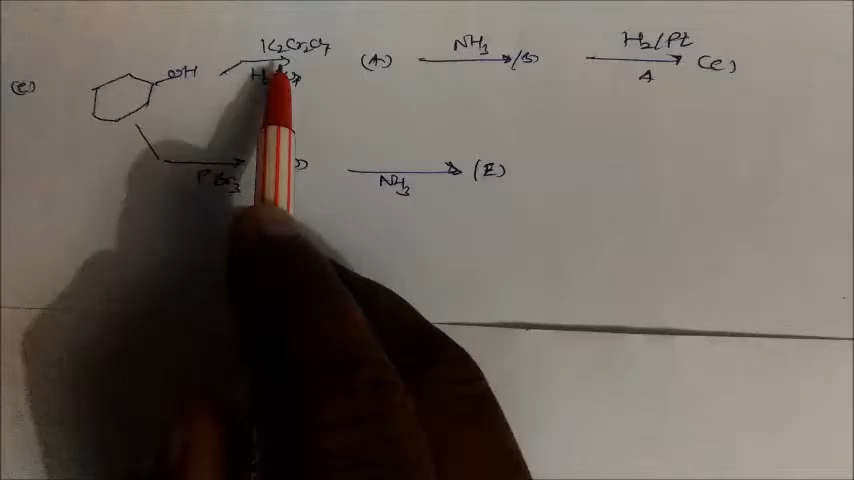 K2Cr2O7 NH3 H2/Pt
(e) OH (A) (B) Δ (C)
PBr3 NH3 (E)